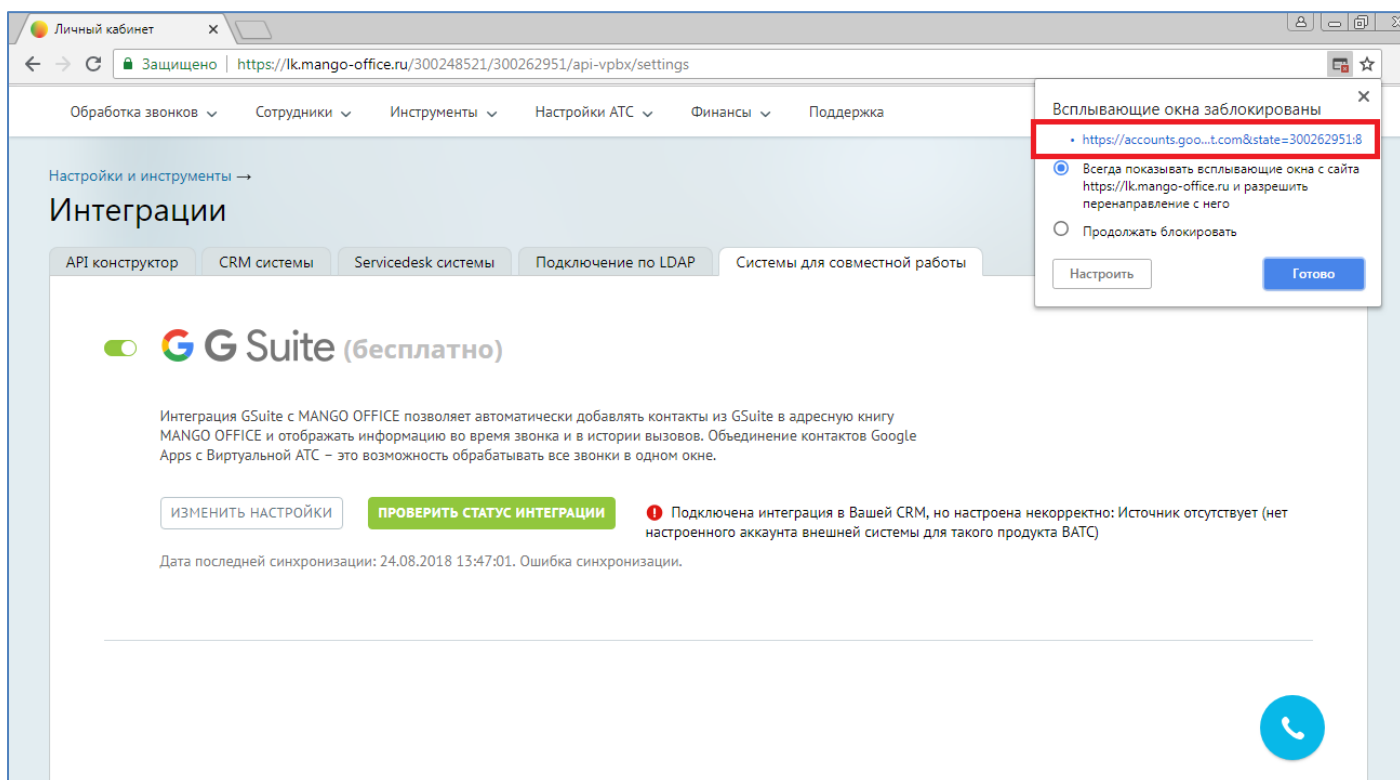 Личный кабинет
Защищено | https://lk.mango-office.ru/300248521/300262951/api-vpbx/settings
Обработка звонков Сотрудники Инструменты Настройки АТС Финансы Поддержка
Всплывающие окна заблокированы
• https://accounts.goo...t.com&state=300262951:8
Всегда показывать всплывающие окна с сайта
https://lk.mango-office.ru и разрешить
перенаправление с него
Продолжать блокировать
Настроить Готово
Настройки и инструменты →
Интеграции
API конструктор CRM системы Servicedesk системы Подключение по LDAP Системы для совместной работы
G G Suite (бесплатно)
Интеграция GSuite с MANGO OFFICE позволяет автоматически добавлять контакты из GSuite в адресную книгу
MANGO OFFICE и отображать информацию во время звонка и в истории вызовов. Объединение контактов Google
Apps с Виртуальной АТС – это возможность обрабатывать все звонки в одном окне.
ИЗМЕНИТЬ НАСТРОЙКИ ПРОВЕРИТЬ СТАТУС ИНТЕГРАЦИИ
Подключена интеграция в Вашей CRM, но настроена некорректно: Источник отсутствует (нет
настроенного аккаунта внешней системы для такого продукта ВАТС)
Дата последней синхронизации: 24.08.2018 13:47:01. Ошибка синхронизации.